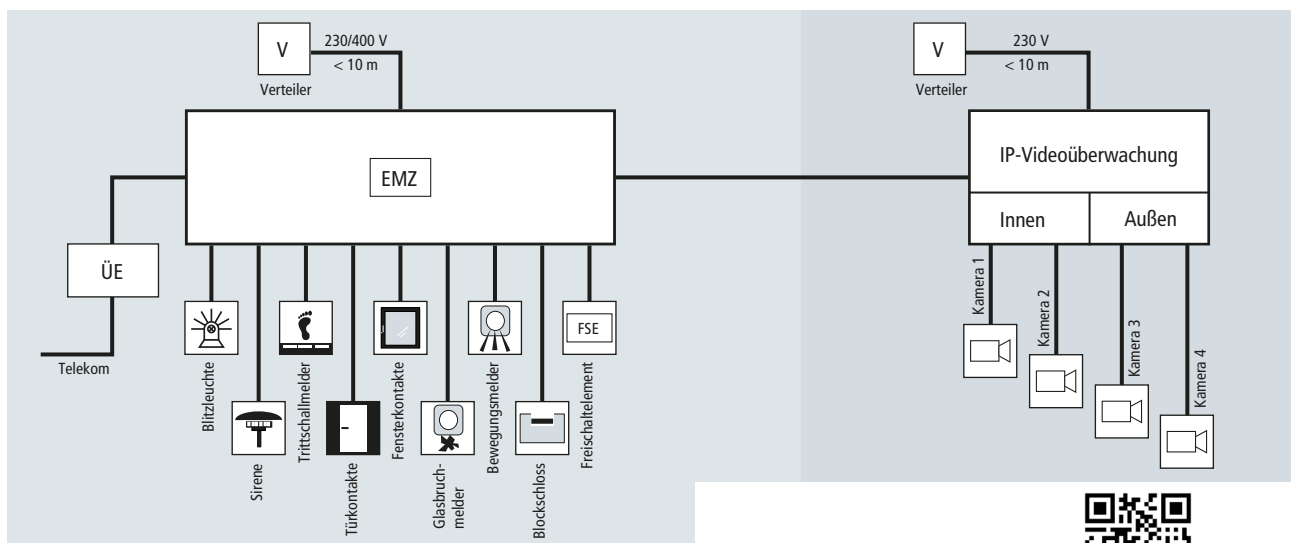 V
230/400 V
< 10 m
Verteiler
V
230 V
< 10 m
Verteiler
EMZ
IP-Videoüberwachung
Innen
Außen
ÜE
Telekom
Blitzleuchte
Sirene
Trittschallmelder
Türkontakte
Fensterkontakte
Glasbruch-
melder
Bewegungsmelder
Blockschloss
FSE
Freischaltelement
Kamera 1
Kamera 2
Kamera 3
Kamera 4